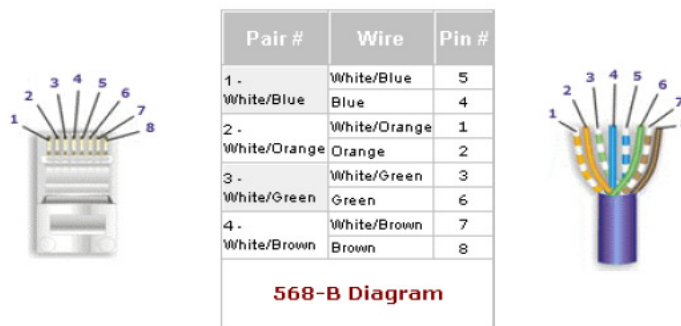 Pair # Wire Pin #
1 - White/Blue 5
White/Blue Blue 4
2 - White/Orange 1
White/Orange Orange 2
3 - White/Green 3
White/Green Green 6
4 - White/Brown 7
White/Brown Brown 8
568-B Diagram
1 2 3 4 5 6 7 8
1 2 3 4 5 6 7